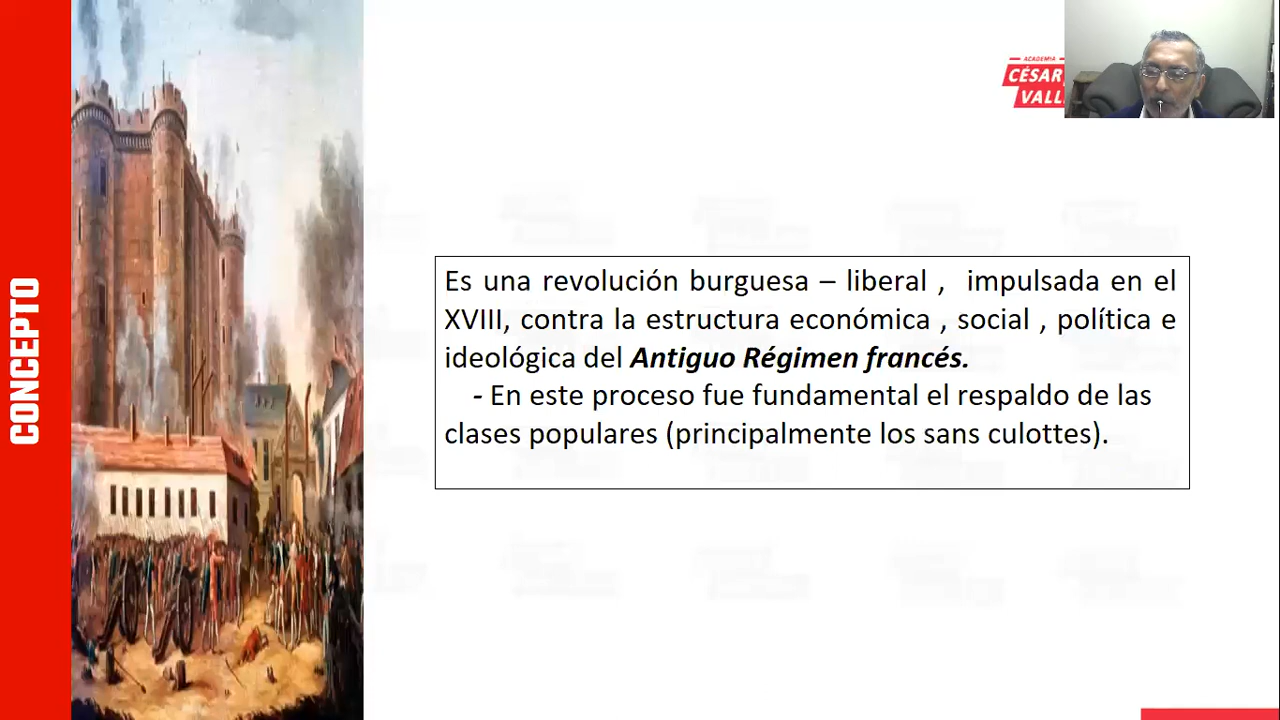 CONCEPTO
ACADEMIA
CÉSAR
Es una revolución burguesa – liberal , impulsada en el
XVIII, contra la estructura económica , social , política e
ideológica del Antiguo Régimen francés.
- En este proceso fue fundamental el respaldo de las
clases populares (principalmente los sans culottes).